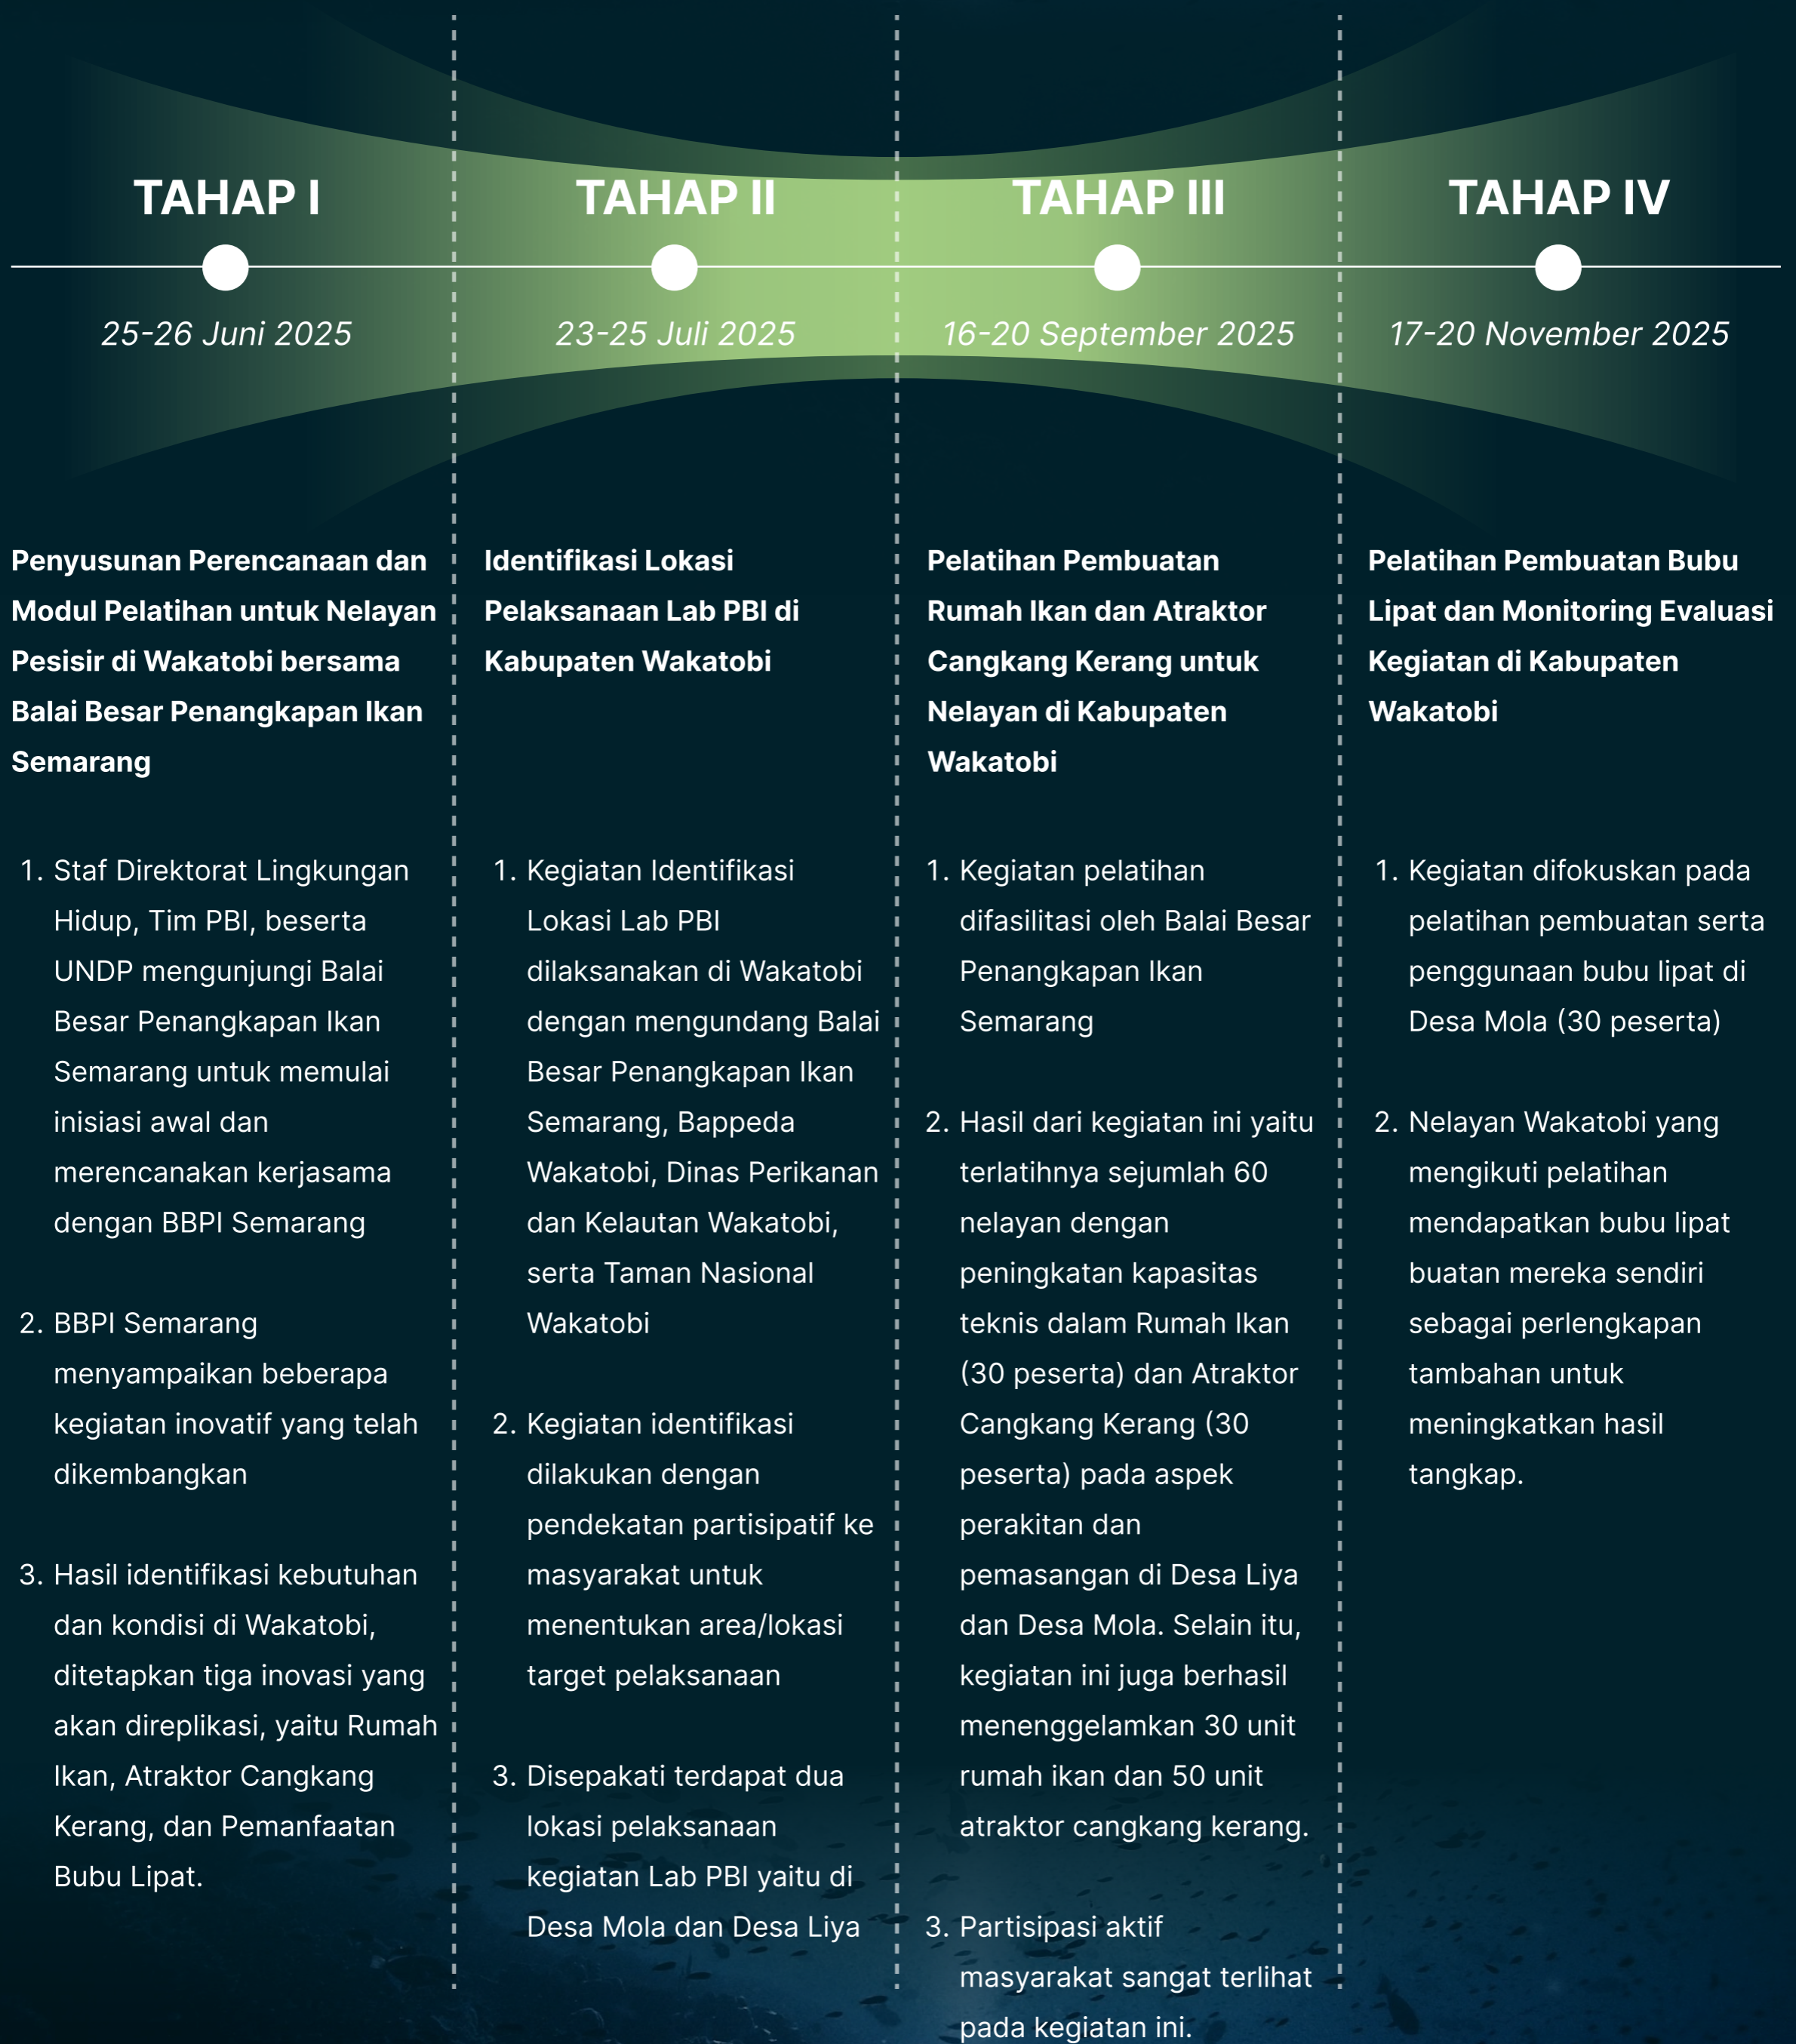 TAHAP I
25-26 Juni 2025
Penyusunan Perencanaan dan
Modul Pelatihan untuk Nelayan
Pesisir di Wakatobi bersama
Balai Besar Penangkapan Ikan
Semarang
1. Staf Direktorat Lingkungan
Hidup, Tim PBI, beserta
UNDP mengunjungi Balai
Besar Penangkapan Ikan
Semarang untuk memulai
inisiasi awal dan
merencanakan kerjasama
dengan BBPI Semarang
2. BBPI Semarang
menyampaikan beberapa
kegiatan inovatif yang telah
dikembangkan
3. Hasil identifikasi kebutuhan
dan kondisi di Wakatobi,
ditetapkan tiga inovasi yang
akan direplikasi, yaitu Rumah
Ikan, Atraktor Cangkang
Kerang, dan Pemanfaatan
Bubu Lipat.
TAHAP II
23-25 Juli 2025
Identifikasi Lokasi
Pelaksanaan Lab PBI di
Kabupaten Wakatobi
1. Kegiatan Identifikasi
Lokasi Lab PBI
dilaksanakan di Wakatobi
dengan mengundang Balai
Besar Penangkapan Ikan
Semarang, Bappeda
Wakatobi, Dinas Perikanan
dan Kelautan Wakatobi,
serta Taman Nasional
Wakatobi
2. Kegiatan identifikasi
dilakukan dengan
pendekatan partisipatif ke
masyarakat untuk
menentukan area/lokasi
target pelaksanaan
3. Disepakati terdapat dua
lokasi pelaksanaan
kegiatan Lab PBI yaitu di
Desa Mola dan Desa Liya
TAHAP III
16-20 September 2025
Pelatihan Pembuatan
Rumah Ikan dan Atraktor
Cangkang Kerang untuk
Nelayan di Kabupaten
Wakatobi
1. Kegiatan pelatihan
difasilitasi oleh Balai Besar
Penangkapan Ikan
Semarang
2. Hasil dari kegiatan ini yaitu
terlatihnya sejumlah 60
nelayan dengan
peningkatan kapasitas
teknis dalam Rumah Ikan
(30 peserta) dan Atraktor
Cangkang Kerang (30
peserta) pada aspek
perakitan dan
pemasangan di Desa Liya
dan Desa Mola. Selain itu,
kegiatan ini juga berhasil
menenggelamkan 30 unit
rumah ikan dan 50 unit
atraktor cangkang kerang.
3. Partisipasi aktif
masyarakat sangat terlihat
pada kegiatan ini.
TAHAP IV
17-20 November 2025
Pelatihan Pembuatan Bubu
Lipat dan Monitoring Evaluasi
Kegiatan di Kabupaten
Wakatobi
1. Kegiatan difokuskan pada
pelatihan pembuatan serta
penggunaan bubu lipat di
Desa Mola (30 peserta)
2. Nelayan Wakatobi yang
mengikuti pelatihan
mendapatkan bubu lipat
buatan mereka sendiri
sebagai perlengkapan
tambahan untuk
meningkatkan hasil
tangkap.